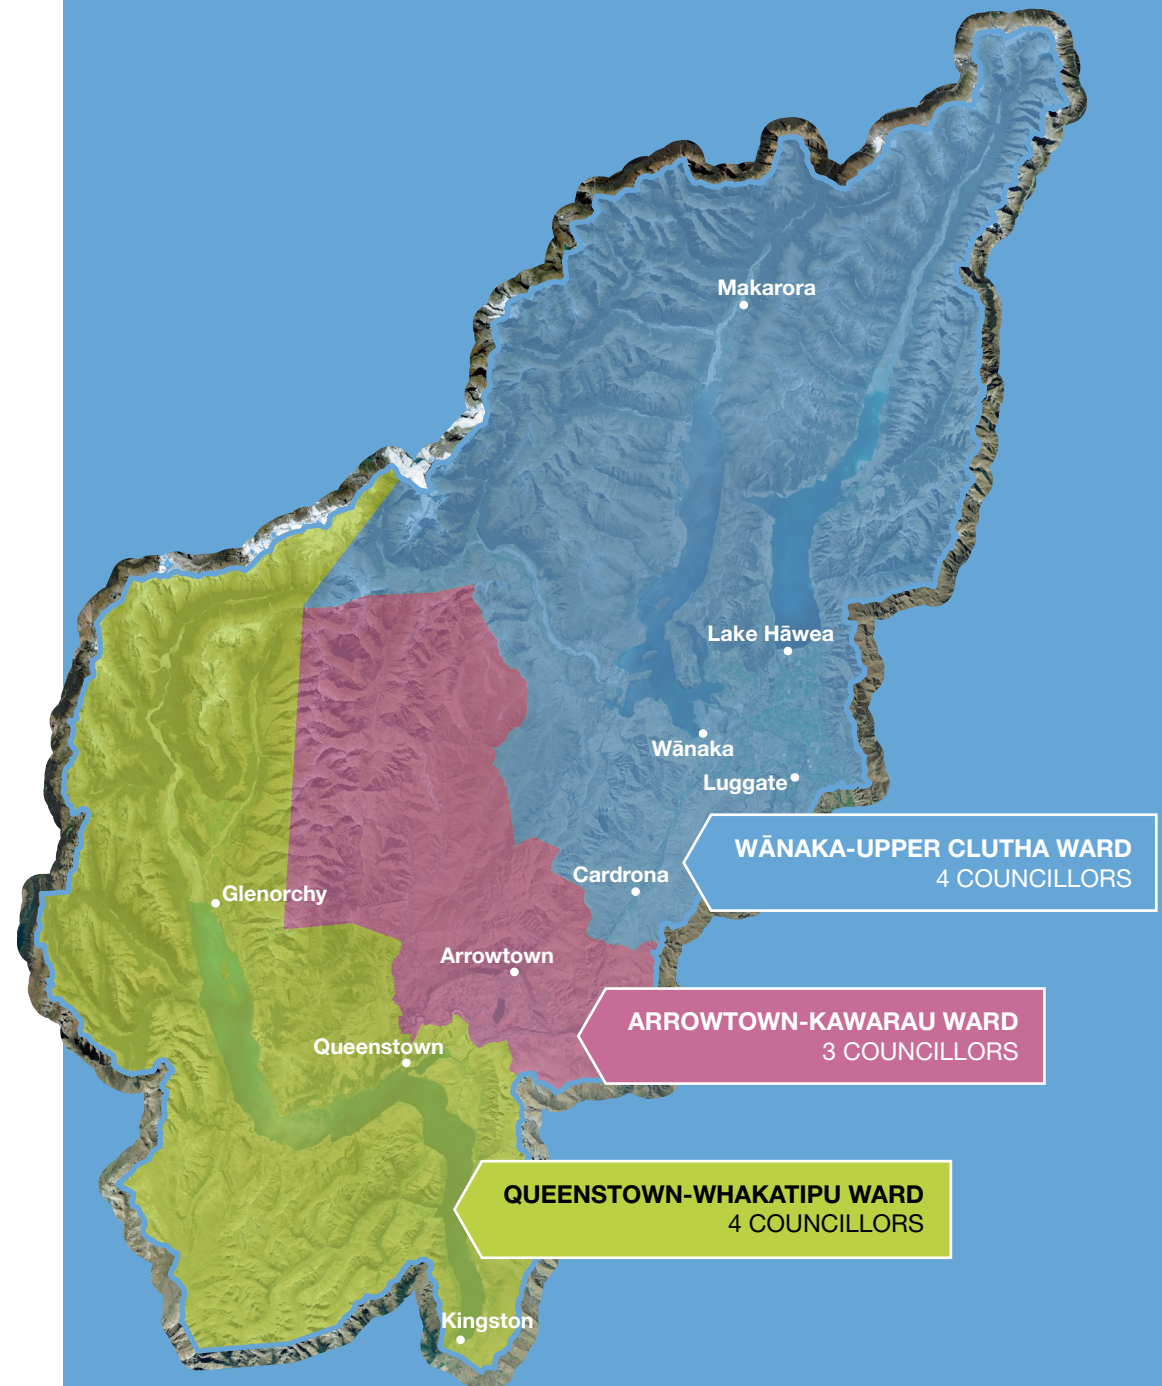 Makarora
Lake Hāwea
Wānaka
Luggate
WĀNAKA-UPPER CLUTHA WARD
4 COUNCILLORS
Cardrona
Glenorchy
Arrowtown
ARROWTOWN-KAWARAU WARD
3 COUNCILLORS
Queenstown
QUEENSTOWN-WHAKATIPU WARD
4 COUNCILLORS
Kingston